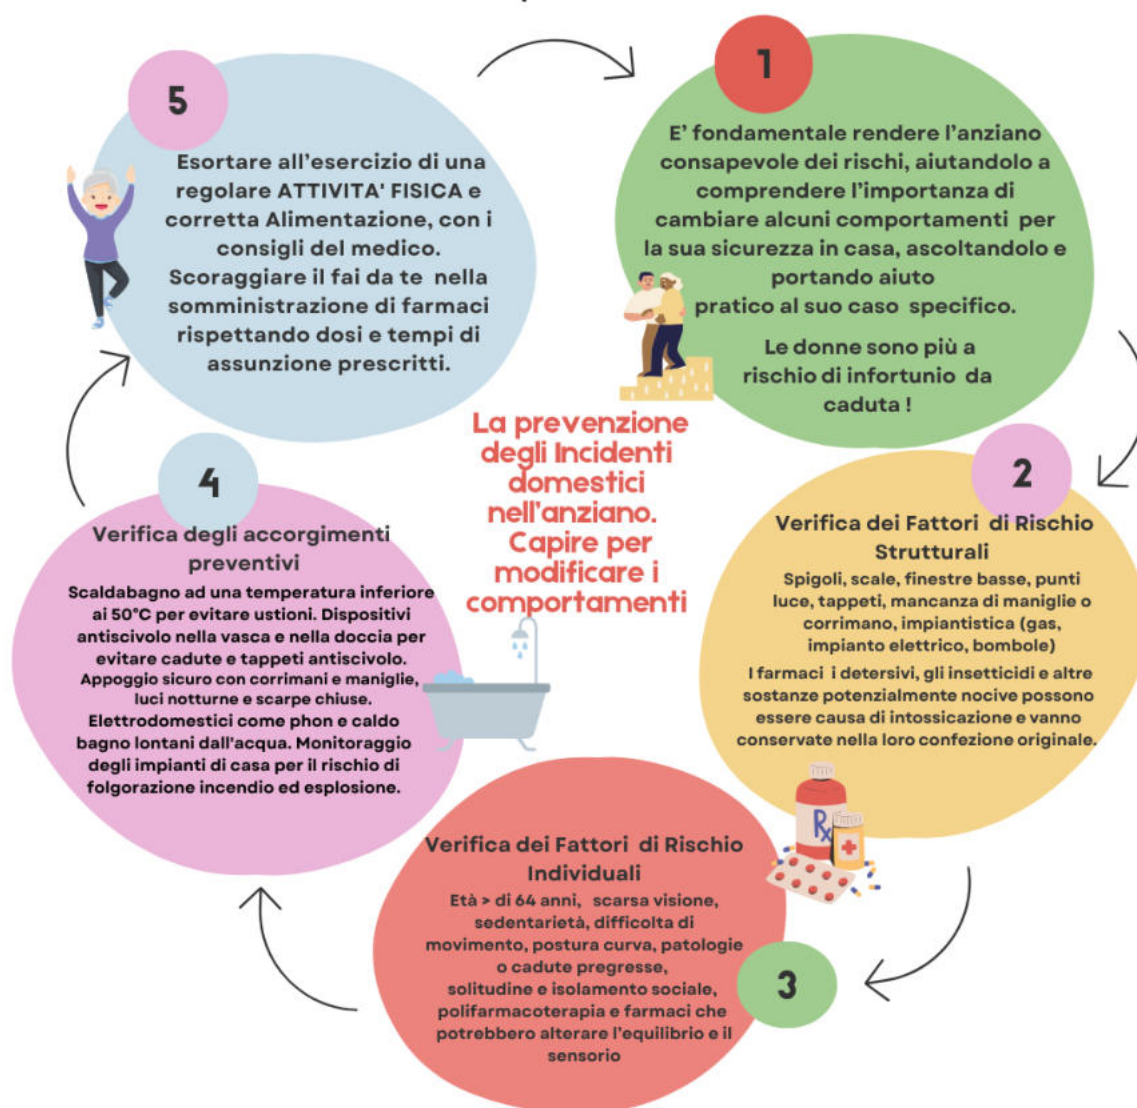 La prevenzione
degli Incidenti
domestici
nell'anziano.
Capire per
modificare i
comportamenti
1
E' fondamentale rendere l'anziano
consapevole dei rischi, aiutandolo a
comprendere l'importanza di
cambiare alcuni comportamenti per
la sua sicurezza in casa, ascoltandolo e
portando aiuto
pratico al suo caso specifico.
Le donne sono più a
rischio di infortunio da
caduta !
2
Verifica dei Fattori di Rischio
Strutturali
Spigoli, scale, finestre basse, punti
luce, tappeti, mancanza di maniglie o
corrimano, impiantistica (gas,
impianto elettrico, bombole)
I farmaci i detersivi, gli insetticidi e altre
sostanze potenzialmente nocive possono
essere causa di intossicazione e vanno
conservate nella loro confezione originale.
Rx
3
Verifica dei Fattori di Rischio
Individuali
Età > di 64 anni, scarsa visione,
sedentarietà, difficolta di
movimento, postura curva, patologie
o cadute pregresse,
solitudine e isolamento sociale,
polifarmacoterapia e farmaci che
potrebbero alterare l'equilibrio e il
sensorio
4
Verifica degli accorgimenti
preventivi
Scaldabagno ad una temperatura inferiore
ai 50°C per evitare ustioni. Dispositivi
antiscivolo nella vasca e nella doccia per
evitare cadute e tappeti antiscivolo.
Appoggio sicuro con corrimani e maniglie,
luci notturne e scarpe chiuse.
Elettrodomestici come phon e caldo
bagno lontani dall'acqua. Monitoraggio
degli impianti di casa per il rischio di
folgorazione incendio ed esplosione.
5
Esortare all'esercizio di una
regolare ATTIVITA' FISICA e
corretta Alimentazione, con i
consigli del medico.
Scoraggiare il fai da te nella
somministrazione di farmaci
rispettando dosi e tempi di
assunzione prescritti.